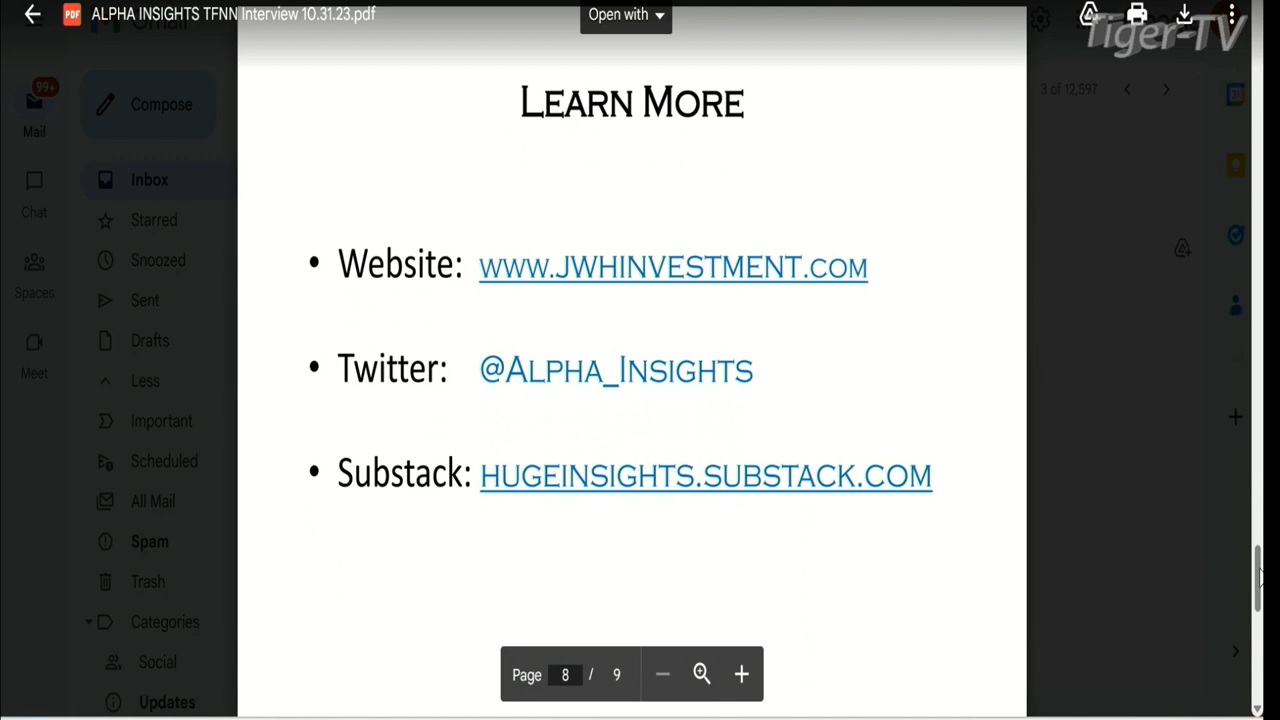 ALPHA INSIGHTS TFNN Interview 10.31.23.pdf
Open with
Tiger-TV
99+
Compose
3 of 12,597
LEARN MORE
Mail
Inbox
Chat
Starred
Snoozed
• Website: WWW.JWHINVESTMENT.COM
Spaces
Sent
Drafts
Meet
• Twitter: @ALPHA_INSIGHTS
Less
Important
Scheduled
• Substack: HUGEINSIGHTS.SUBSTACK.COM
All Mail
Spam
Trash
Categories
Social
Page 8 / 9
Updates